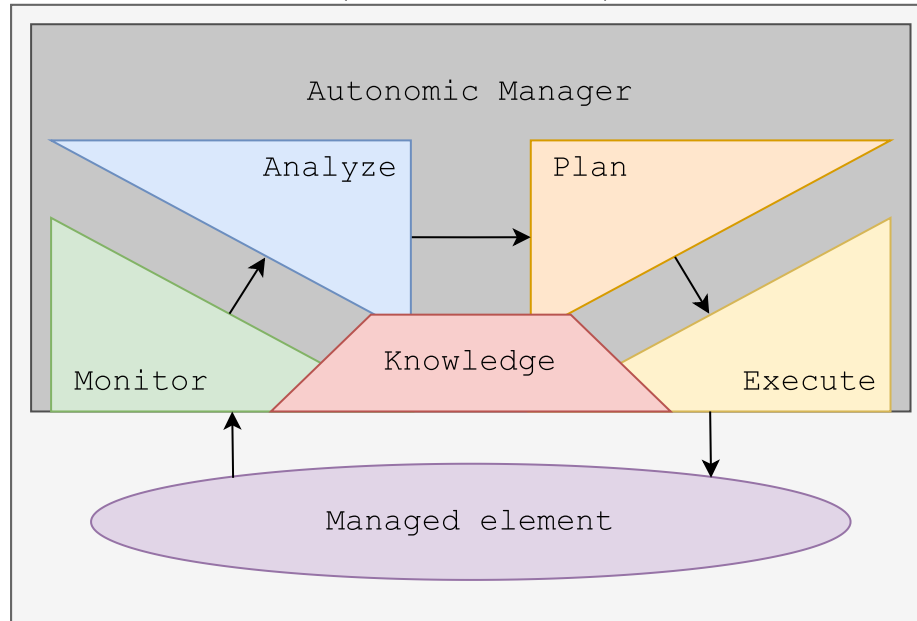 Autonomic Manager
Analyze
Plan
Monitor
Knowledge
Execute
Managed element